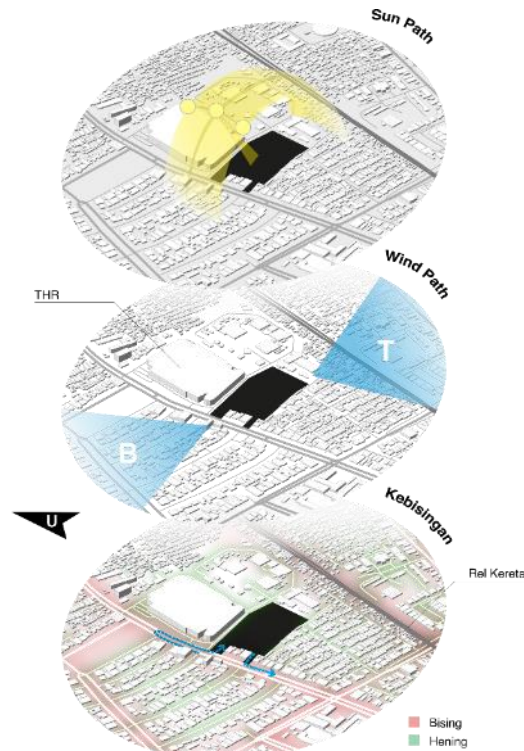 Sun Path
Wind Path
THR
T
B
Kebisingan
U
Rel Kereta
Bising
Hening